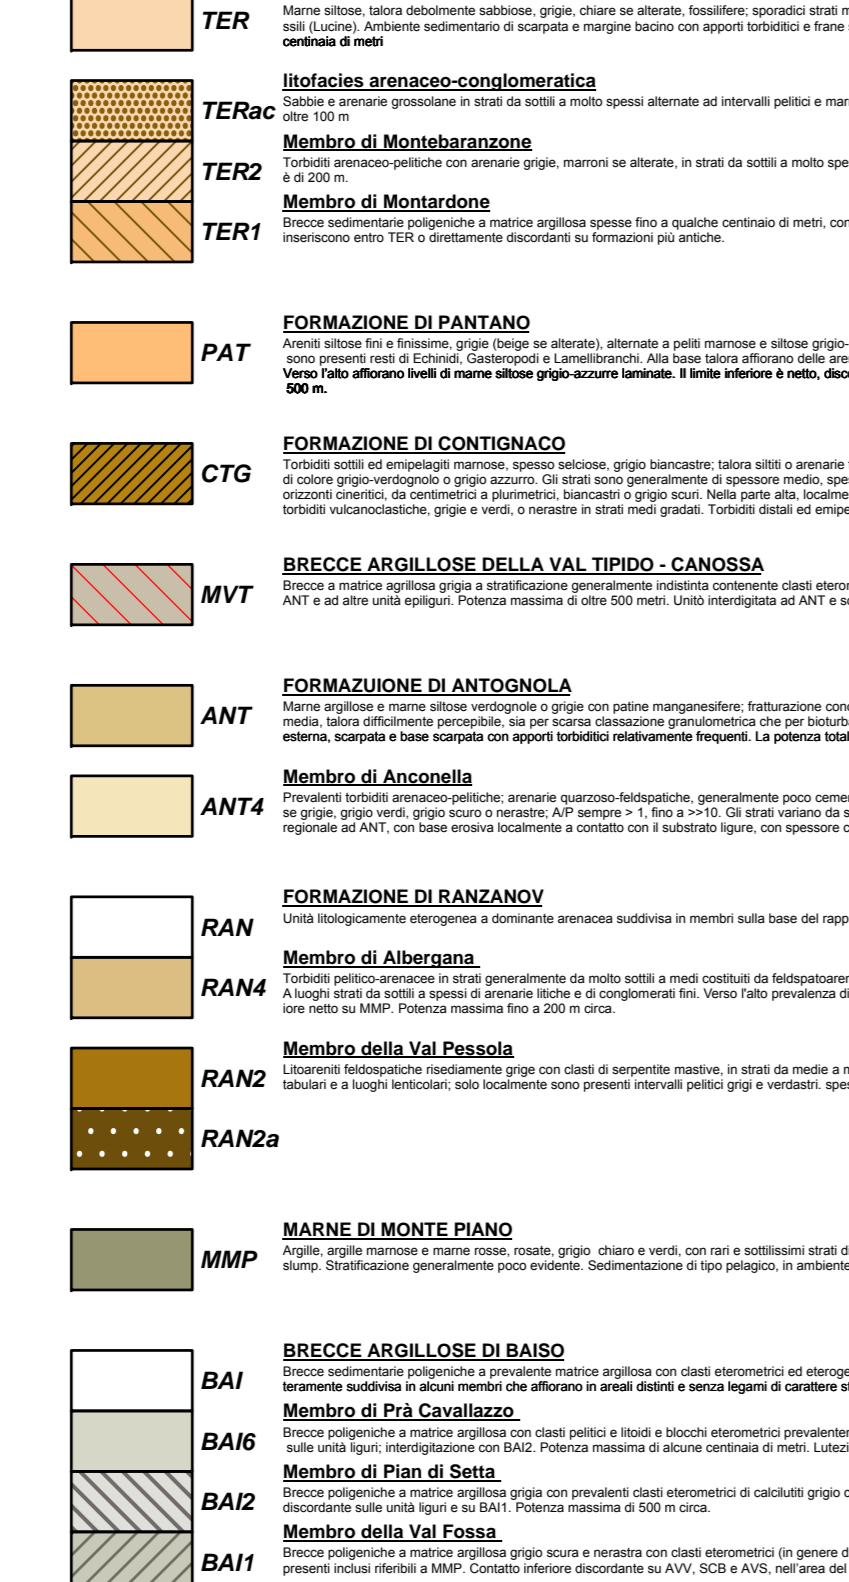 TER
Marne siltose, talora debolmente sabbiose, grigie, chiare se alterate, fossilifere; sporadici strati
ssili (Lucine). Ambiente sedimentario di scarpata e margine bacino con apporti torbiditici e frane
centinaia di metri
litofacies arenaceo-conglomeratica
TERac
Sabbie e arenarie grossolane in strati da sottili a molto spessi alternate ad intervalli pelitici e
oltre 100 m
Membro di Montebaranzone
TER2
Torbiditi arenaceo-pelitiche con arenarie grigie, marroni se alterate, in strati da sottili a molto
è di 200 m.
Membro di Montardone
TER1
Brecce sedimentarie poligeniche a matrice argillosa spesse fino a qualche centinaio di metri,
inseriscono entro TER o direttamente discordanti su formazioni più antiche.
FORMAZIONE DI PANTANO
PAT
Areniti siltose fini e finissime, grigie (beige se alterate), alternate a peliti marnose e siltose grigio-
sono presenti resti di Echinidi, Gasteropodi e Lamellibranchi. Alla base talora affiorano delle
Verso l'alto affiorano livelli di marne siltose grigio-azzurre laminate. Il limite inferiore è netto,
500 m.
FORMAZIONE DI CONTIGNACO
CTG
Torbiditi sottili ed emipelagiti marnose, spesso selciose, grigio biancastre; talora siltiti o arenarie
di colore grigio-verdognolo o grigio azzurro. Gli strati sono generalmente di spessore medio,
orizzonti cineritici, da centimetrici a plurimetrici, biancastri o grigio scuri. Nella parte alta,
torbiditi vulcanoclastiche, grigie e verdi, o nerastre in strati medi gradati. Torbiditi distali ed
BRECCE ARGILLOSE DELLA VAL TIPIDO - CANOSSA
MVT
Brecce a matrice agrillosa grigia a stratificazione generalmente indistinta contenente clasti
ANT e ad altre unità epiliguri. Potenza massima di oltre 500 metri. Unitò interdigitata ad ANT e
FORMAZUIONE DI ANTOGNOLA
ANT
Marne argillose e marne siltose verdognole o grigie con patine manganesifere; fratturazione
media, talora difficilmente percepibile, sia per scarsa classazione granulometrica che per
esterna, scarpata e base scarpata con apporti torbiditici relativamente frequenti. La potenza
Membro di Anconella
ANT4
Prevalenti torbiditi arenaceo-pelitiche; arenarie quarzoso-feldspatiche, generalmente poco
se grigie, grigio verdi, grigio scuro o nerastre; A/P sempre > 1, fino a >>10. Gli strati variano da
regionale ad ANT, con base erosiva localmente a contatto con il substrato ligure, con spessore
FORMAZIONE DI RANZANOV
RAN
Unità litologicamente eterogenea a dominante arenacea suddivisa in membri sulla base del
Membro di Albergana
RAN4
Torbiditi pelitico-arenacee in strati generalmente da molto sottili a medi costituiti da
A luoghi strati da sottili a spessi di arenarie litiche e di conglomerati fini. Verso l'alto prevalenza di
iore netto su MMP. Potenza massima fino a 200 m circa.
Membro della Val Pessola
RAN2
Litoareniti feldospatiche risediamente grige con clasti di serpentite mastive, in strati da medie a
tabulari e a luoghi lenticolari; solo localmente sono presenti intervalli pelitici grigi e verdastri.
RAN2a
MARNE DI MONTE PIANO
MMP
Argille, argille marnose e marne rosse, rosate, grigio chiaro e verdi, con rari e sottilissimi strati
slump. Stratificazione generalmente poco evidente. Sedimentazione di tipo pelagico, in ambiente
BRECCE ARGILLOSE DI BAISO
BAI
Brecce sedimentarie poligeniche a prevalente matrice argillosa con clasti eterometrici ed
teramente suddivisa in alcuni membri che affiorano in areali distinti e senza legami di carattere
Membro di Prà Cavallazzo
BAI6
Brecce poligeniche a matrice argillosa con clasti pelitici e litoidi e blocchi eterometrici
sulle unità liguri; interdigitazione con BAI2. Potenza massima di alcune centinaia di metri.
Membro di Pian di Setta
BAI2
Brecce poligeniche a matrice argillosa grigia con prevalenti clasti eterometrici di calcilutiti grigio
discordante sulle unità liguri e su BAI1. Potenza massima di 500 m circa.
Membro della Val Fossa
BAI1
Brecce poligeniche a matrice argillosa grigio scura e nerastra con clasti eterometrici (in genere
presenti inclusi riferibili a MMP. Contatto inferiore discordante su AVV, SCB e AVS, nell'area del